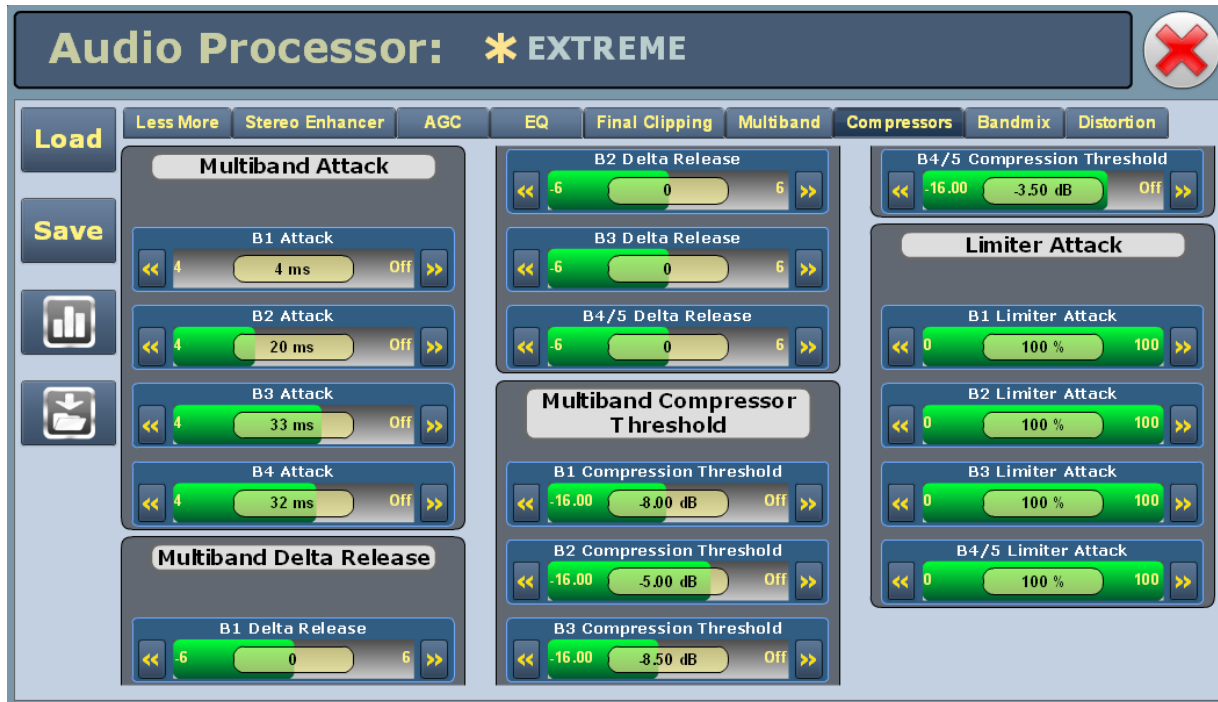 Audio Processor: * EXTREME
Load
Save
Less More Stereo Enhancer AGC EQ Final Clipping Multiband Compressors Bandmix Distortion
Multiband Attack
B1 Attack
« 4 4 ms Off »
B2 Attack
« 4 20 ms Off »
B3 Attack
« 4 33 ms Off »
B4 Attack
« 4 32 ms Off »
Multiband Delta Release
B1 Delta Release
« -6 0 6 »
B2 Delta Release
« -6 0 6 »
B3 Delta Release
« -6 0 6 »
B4/5 Delta Release
« -6 0 6 »
Multiband Compressor
Threshold
B1 Compression Threshold
« -16.00 -8.00 dB Off »
B2 Compression Threshold
« -16.00 -5.00 dB Off »
B3 Compression Threshold
« -16.00 -8.50 dB Off »
B4/5 Compression Threshold
« -16.00 -3.50 dB Off »
Limiter Attack
B1 Limiter Attack
« 0 100 % 100 »
B2 Limiter Attack
« 0 100 % 100 »
B3 Limiter Attack
« 0 100 % 100 »
B4/5 Limiter Attack
« 0 100 % 100 »